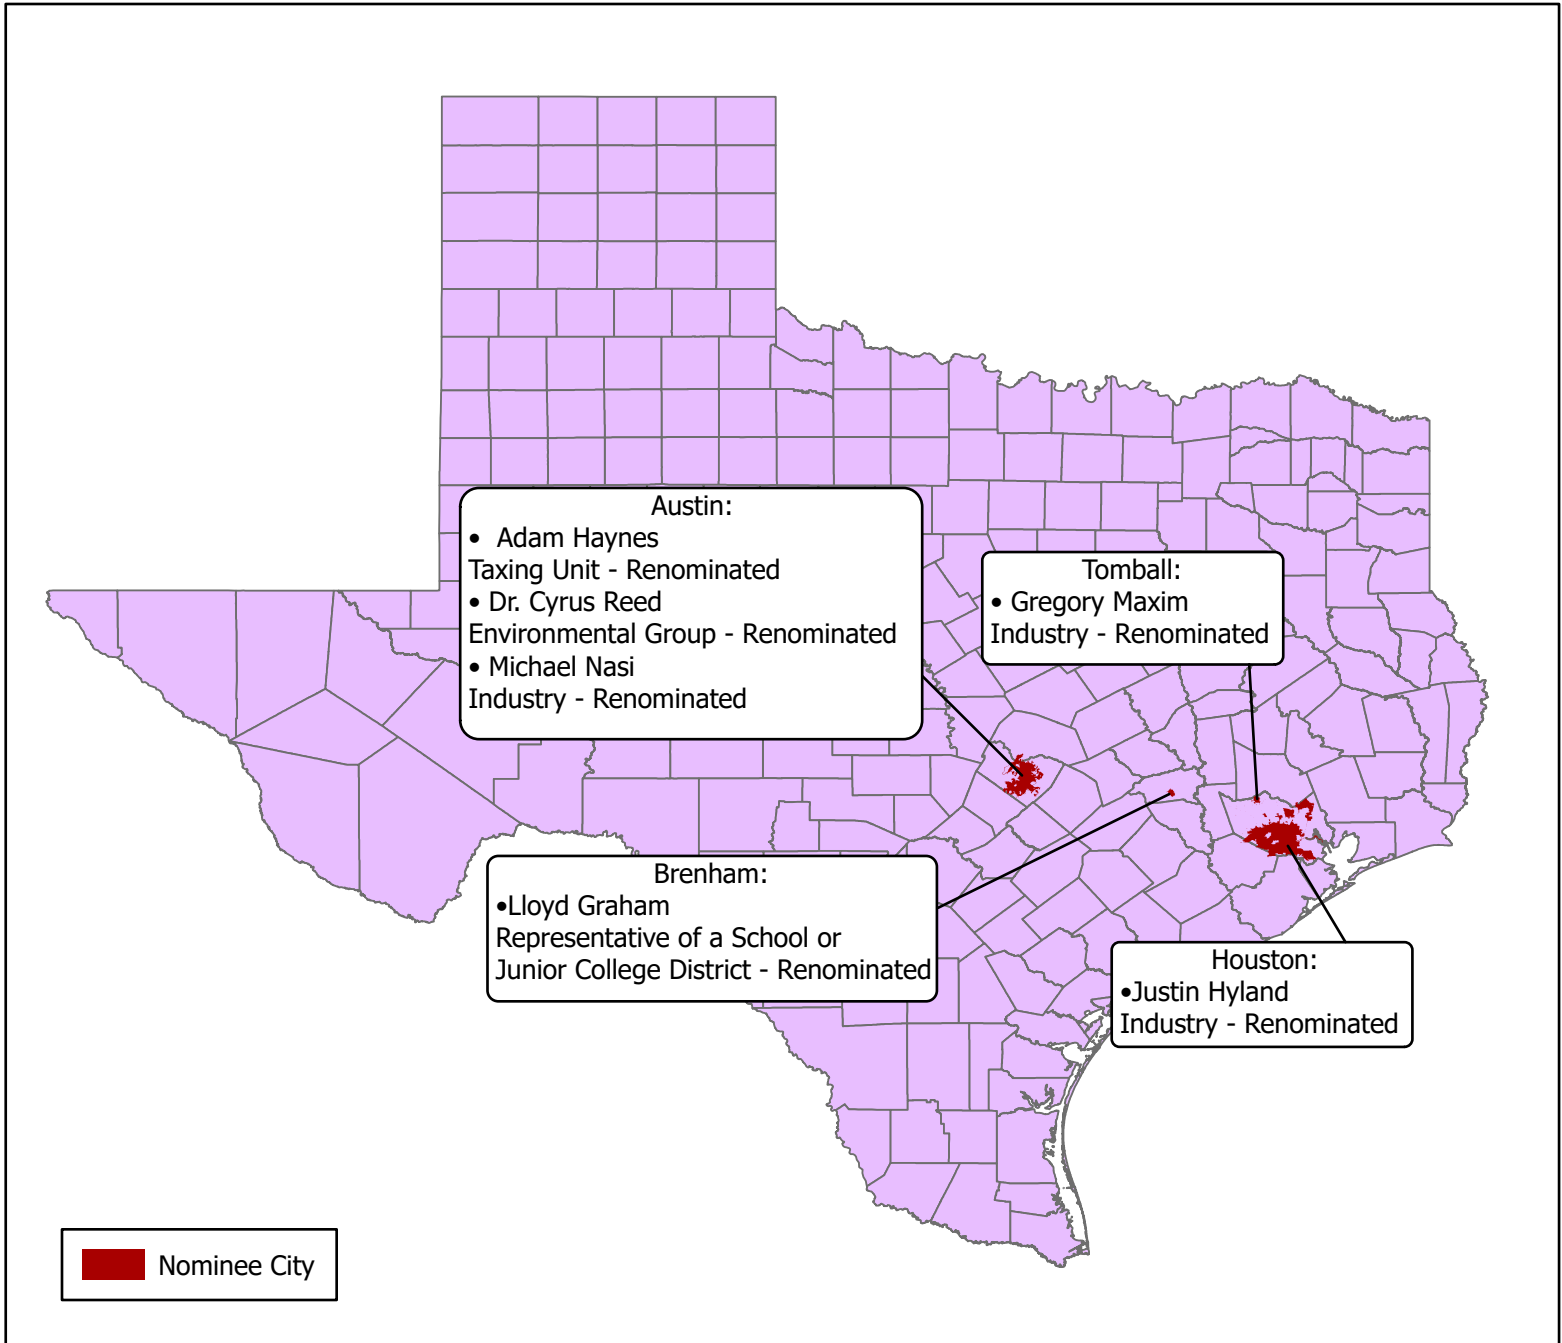 Austin:
• Adam Haynes
Taxing Unit - Renominated
• Dr. Cyrus Reed
Environmental Group - Renominated
• Michael Nasi
Industry - Renominated
Tomball:
• Gregory Maxim
Industry - Renominated
Brenham:
•Lloyd Graham
Representative of a School or
Junior College District - Renominated
Houston:
•Justin Hyland
Industry - Renominated
Nominee City